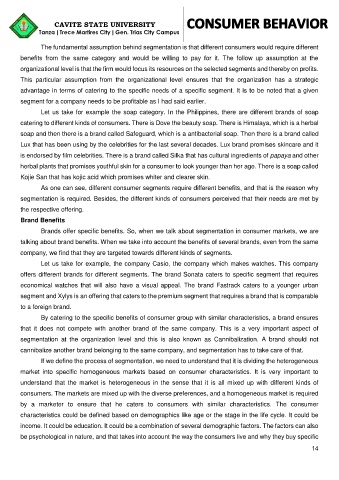 CAVITE STATE UNIVERSITY
Tanza | Trece Martires City | Gen. Trias City Campus
CONSUMER BEHAVIOR
The fundamental assumption behind segmentation is that different consumers would require different
benefits from the same category and would be willing to pay for it. The follow up assumption at the
organizational level is that the firm would focus its resources on the selected segments and thereby on profits.
This particular assumption from the organizational level ensures that the organization has a strategic
advantage in terms of catering to the specific needs of a specific segment. It is to be noted that a given
segment for a company needs to be profitable as I had said earlier.
Let us take for example the soap category. In the Philippines, there are different brands of soap
catering to different kinds of consumers. There is Dove the beauty soap. There is Himalaya, which is a herbal
soap and then there is a brand called Safeguard, which is a antibacterial soap. Then there is a brand called
Lux that has been using by the celebrities for the last several decades. Lux brand promises skincare and it
is endorsed by film celebrities. There is a brand called Silka that has cultural ingredients of papaya and other
herbal plants that promises youthful skin for a consumer to look younger than her age. There is a soap called
Kojie San that has kojic acid which promises whiter and clearer skin.
As one can see, different consumer segments require different benefits, and that is the reason why
segmentation is required. Besides, the different kinds of consumers perceived that their needs are met by
the respective offering.
Brand Benefits
Brands offer specific benefits. So, when we talk about segmentation in consumer markets, we are
talking about brand benefits. When we take into account the benefits of several brands, even from the same
company, we find that they are targeted towards different kinds of segments.
Let us take for example, the company Casio, the company which makes watches. This company
offers different brands for different segments. The brand Sonata caters to specific segment that requires
economical watches that will also have a visual appeal. The brand Fastrack caters to a younger urban
segment and Xylys is an offering that caters to the premium segment that requires a brand that is comparable
to a foreign brand.
By catering to the specific benefits of consumer group with similar characteristics, a brand ensures
that it does not compete with another brand of the same company. This is a very important aspect of
segmentation at the organization level and this is also known as Cannibalization. A brand should not
cannibalize another brand belonging to the same company, and segmentation has to take care of that.
If we define the process of segmentation, we need to understand that it is dividing the heterogeneous
market into specific homogeneous markets based on consumer characteristics. It is very important to
understand that the market is heterogeneous in the sense that it is all mixed up with different kinds of
consumers. The markets are mixed up with the diverse preferences, and a homogeneous market is required
by a marketer to ensure that he caters to consumers with similar characteristics. The consumer
characteristics could be defined based on demographics like age or the stage in the life cycle. It could be
income. It could be education. It could be a combination of several demographic factors. The factors can also
be psychological in nature, and that takes into account the way the consumers live and why they buy specific
14